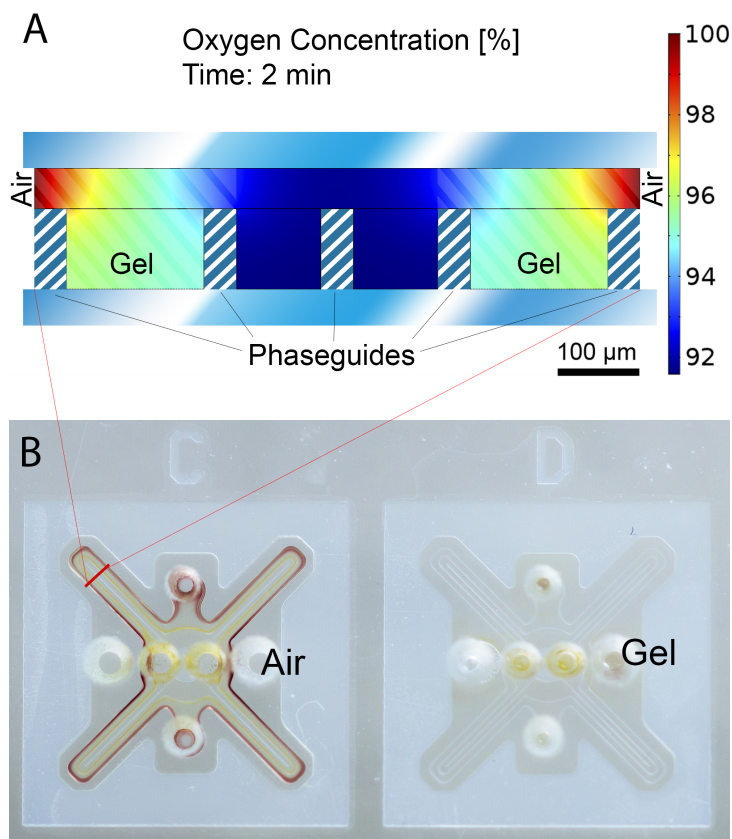 A
Oxygen Concentration [%]
Time: 2 min
100
98
96
94
92
Air
Air
Gel
Gel
Phaseguides
100 µm
B
C
D
Air
Gel